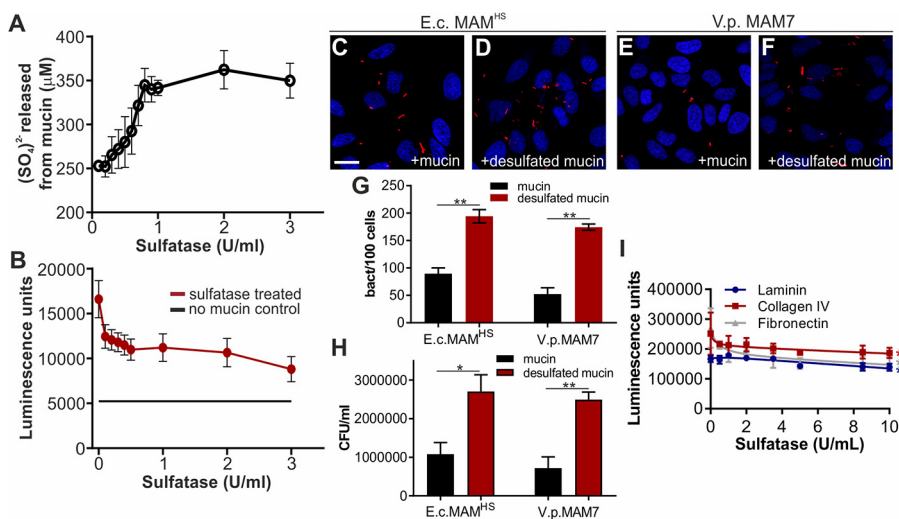 E.c. MAMHS
V.p. MAM7
A
400
350
300
250
200
(SO4)2- released
from mucin (μM)
0
1
2
3
Sulfatase (U/ml)
C
+mucin
D
+desulfated mucin
E
+mucin
F
+desulfated mucin
B
20000
15000
10000
5000
0
Luminescence units
sulfatase treated
no mucin control
0
1
2
3
Sulfatase (U/ml)
G
mucin
desulfated mucin
250
200
150
100
50
0
bact/100 cells
**
**
E.c.MAMHS
V.p.MAM7
H
mucin
desulfated mucin
3000000
2000000
1000000
0
CFU/ml
*
**
E.c.MAMHS
V.p.MAM7
I
Laminin
Collagen IV
Fibronectin
400000
300000
200000
100000
0
Luminescence units
*
*
*
0
2
4
6
8
10
Sulfatase (U/mL)